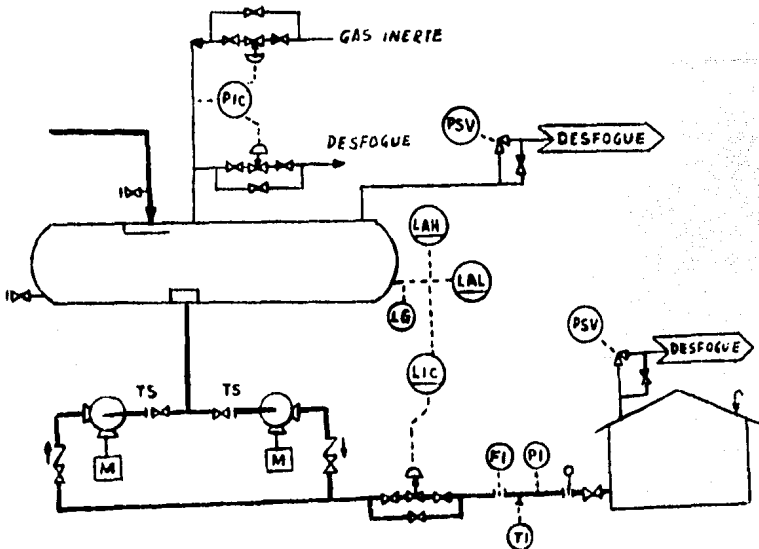 GAS INERTE
PIC
DESFOGUE
PSV
DESFOGUE
LAH
LAL
LG
PSV
DESFOGUE
LIC
TS
TS
M
M
FI
PI
TI